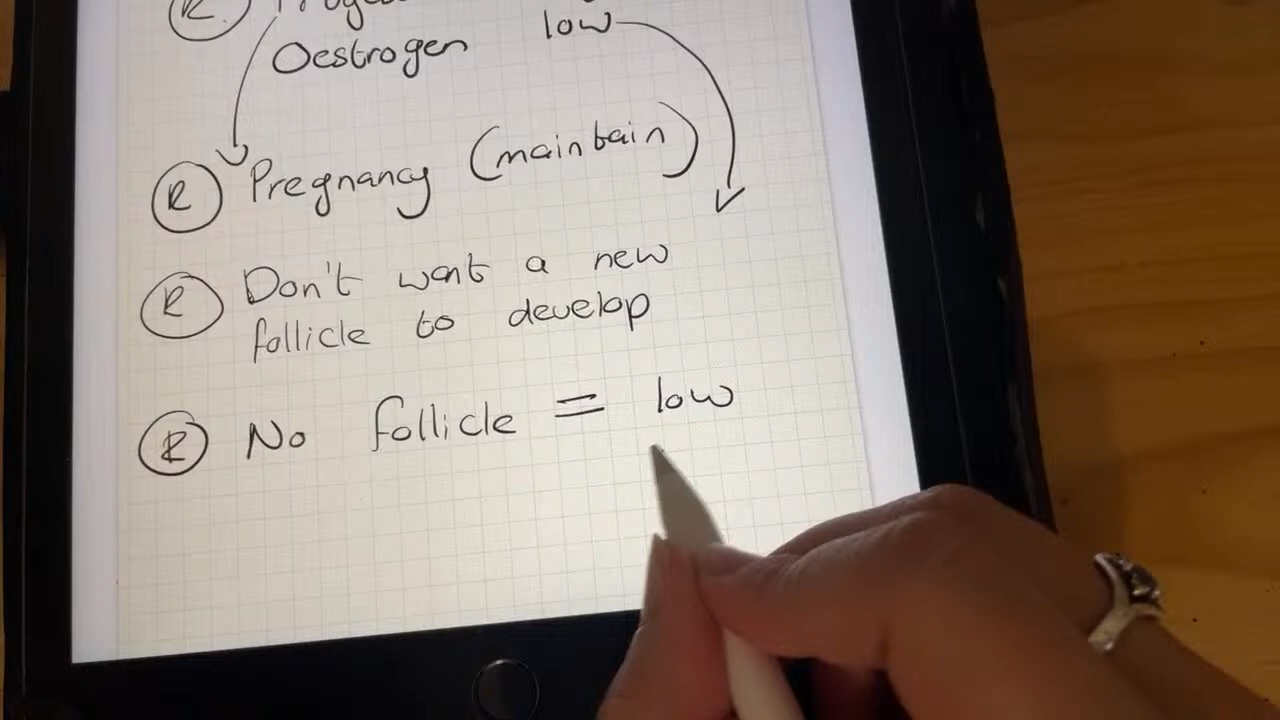 R
Oestrogen low
R Pregnancy (maintain)
R Don't want a new
follicle to develop
R No follicle = low